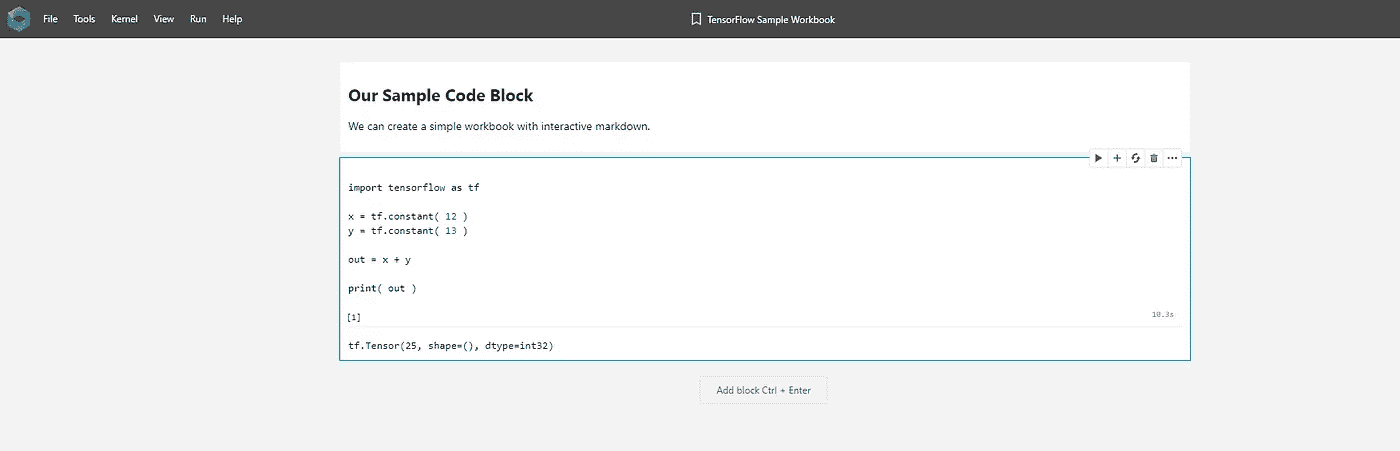 File Tools Kernel View Run Help
TensorFlow Sample Workbook
Our Sample Code Block
We can create a simple workbook with interactive markdown.
import tensorflow as tf
x = tf.constant( 12 )
y = tf.constant( 13 )
out = x + y
print( out )
[1]
10.3s
tf.Tensor(25, shape=(), dtype=int32)
Add block Ctrl + Enter